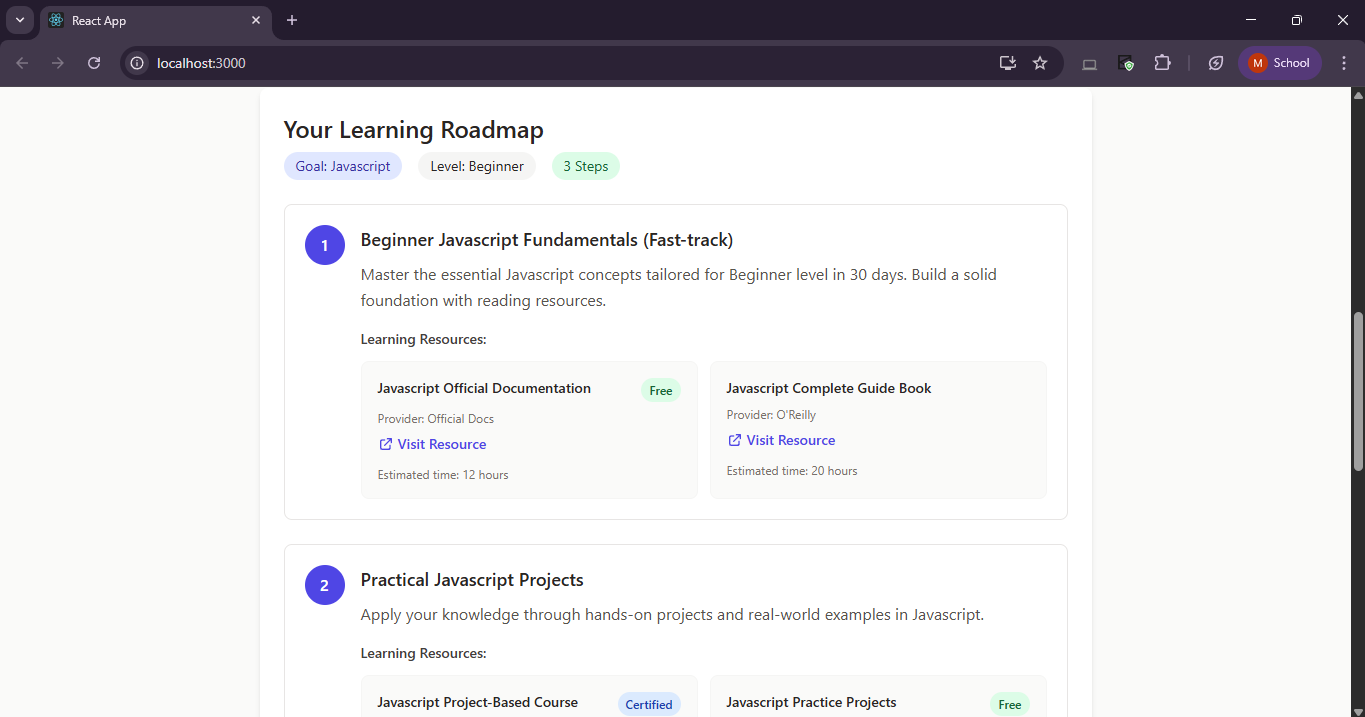 React App
localhost:3000
M School
Your Learning Roadmap
Goal: Javascript Level: Beginner 3 Steps
1 Beginner Javascript Fundamentals (Fast-track)
Master the essential Javascript concepts tailored for Beginner level in 30 days. Build a solid
foundation with reading resources.
Learning Resources:
Javascript Official Documentation Free
Provider: Official Docs
Visit Resource
Estimated time: 12 hours
Javascript Complete Guide Book
Provider: O'Reilly
Visit Resource
Estimated time: 20 hours
2 Practical Javascript Projects
Apply your knowledge through hands-on projects and real-world examples in Javascript.
Learning Resources:
Javascript Project-Based Course Certified
Javascript Practice Projects Free